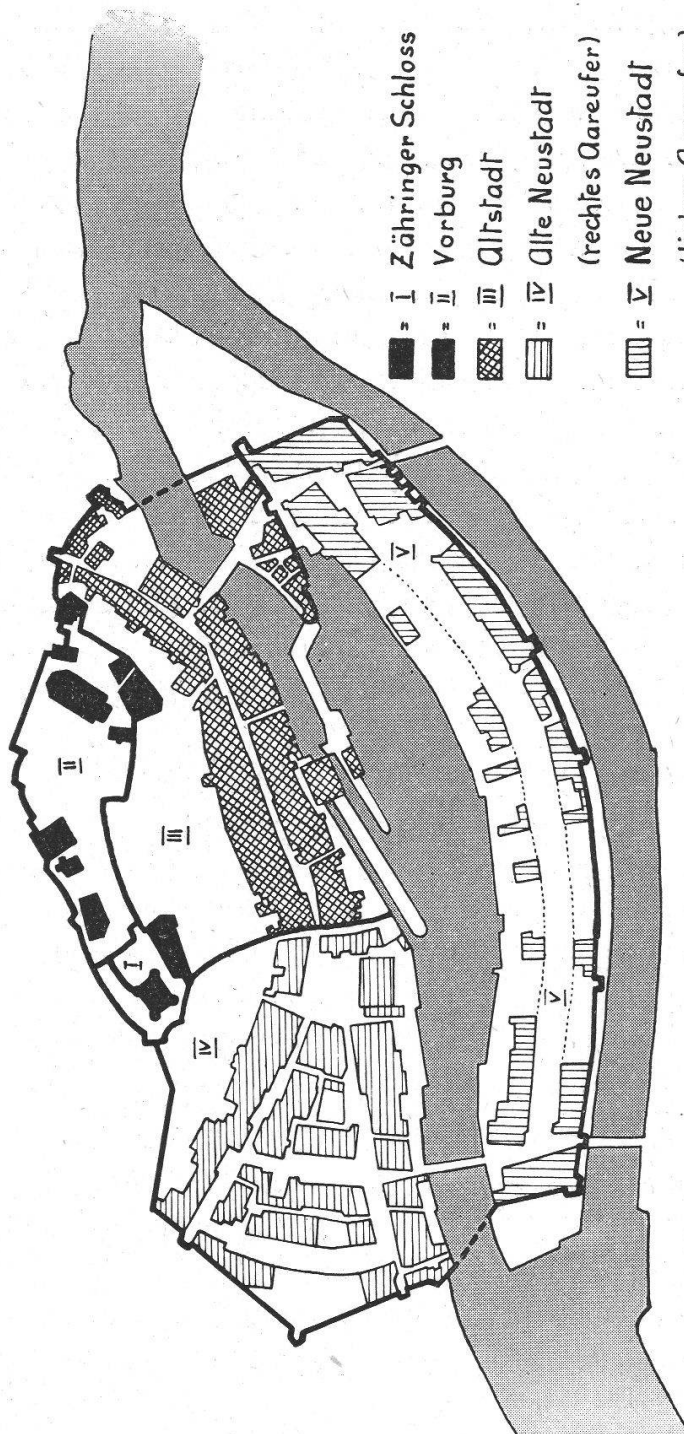 = I Zähringer Schloss
= II Vorburg
= III Altstadt
= IV Alte Neustadt
(rechtes Aareufer)
= V Neue Neustadt
II
III
I
IV
V
V